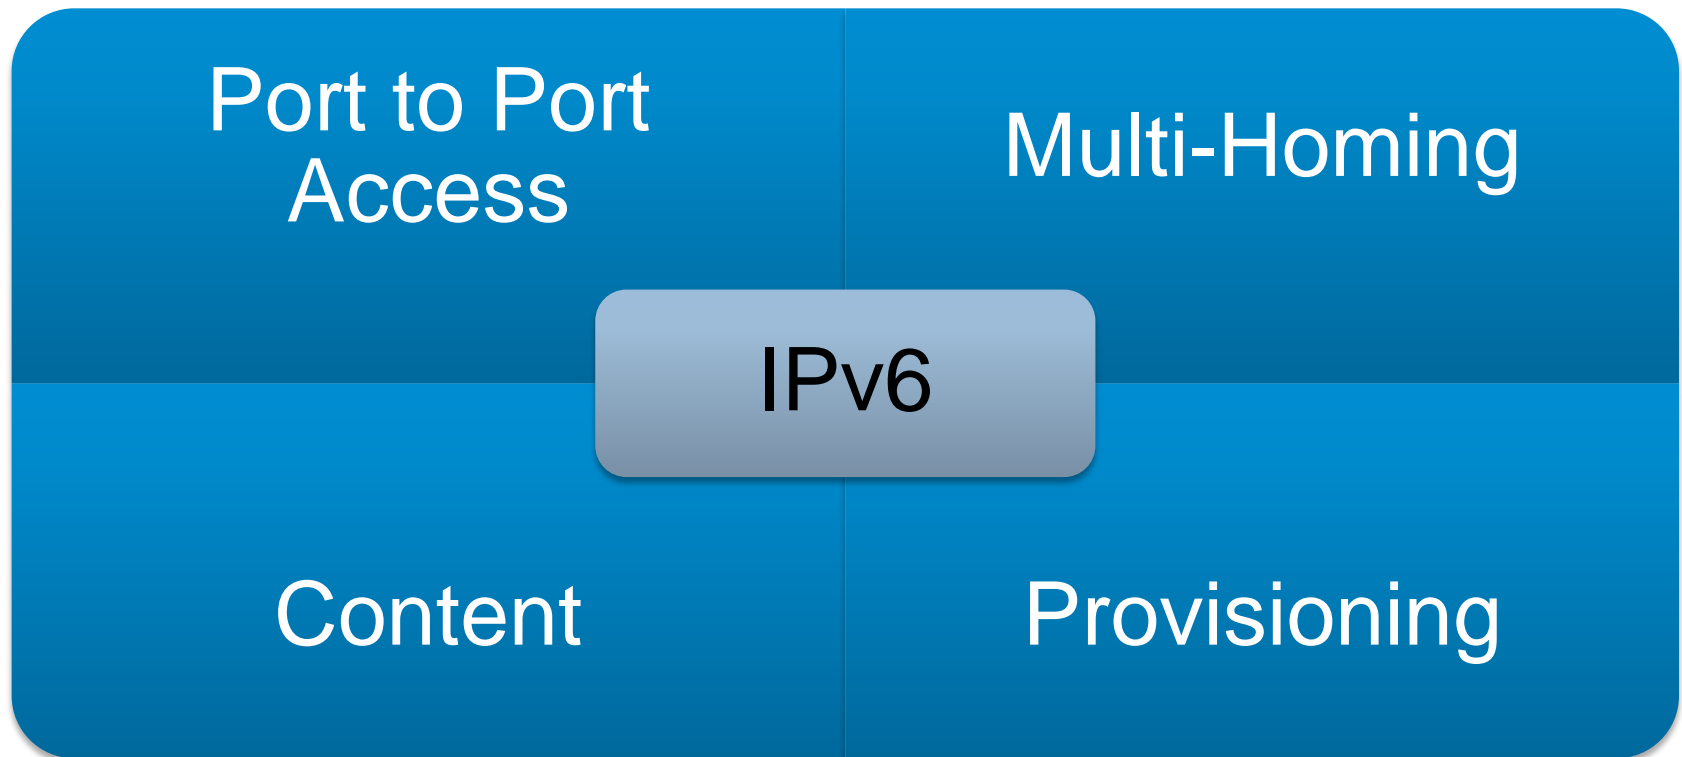 Port to Port
Access
Multi-Homing
IPv6
Content
Provisioning